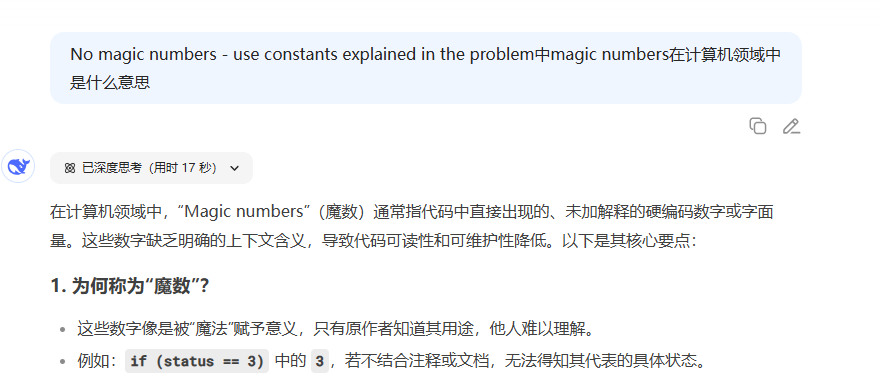 No magic numbers - use constants explained in the problem中magic numbers在计算机领域中
是什么意思
已深度思考（用时 17 秒）
在计算机领域中，“Magic numbers”（魔数）通常指代码中直接出现的、未加解释的硬编码数字或字面
量。这些数字缺乏明确的上下文含义，导致代码可读性和可维护性降低。以下是其核心要点：
1. 为何称为“魔数”？
• 这些数字像是被“魔法”赋予意义，只有原作者知道其用途，他人难以理解。
• 例如：if (status == 3) 中的 3，若不结合注释或文档，无法得知其代表的具体状态。